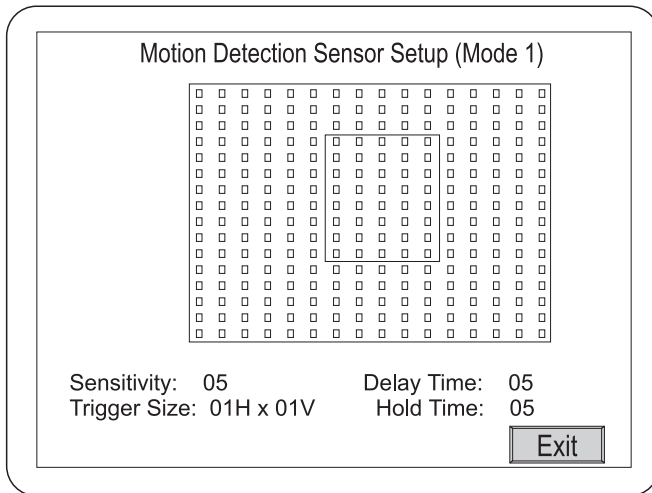 Motion Detection Sensor Setup (Mode 1)
Sensitivity: 05 Delay Time: 05
Trigger Size: 01H x 01V Hold Time: 05
Exit